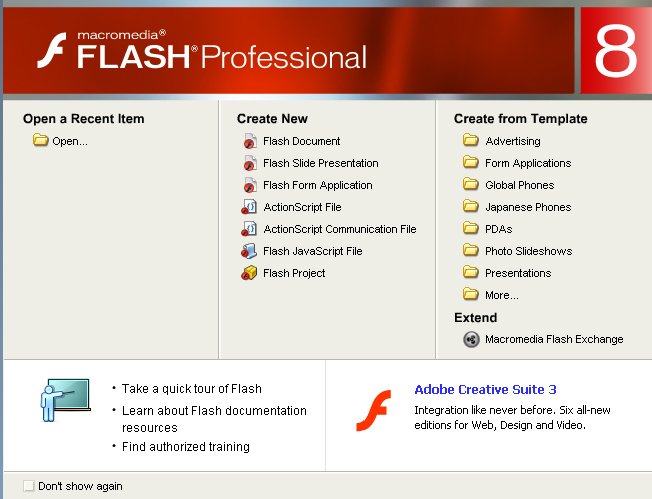 macromedia®
FLASH® Professional
8
Open a Recent Item
Open...
Create New
Flash Document
Flash Slide Presentation
Flash Form Application
ActionScript File
ActionScript Communication File
Flash JavaScript File
Flash Project
Create from Template
Advertising
Form Applications
Global Phones
Japanese Phones
PDAs
Photo Slideshows
Presentations
More...
Extend
Macromedia Flash Exchange
• Take a quick tour of Flash
• Learn about Flash documentation
resources
• Find authorized training
Adobe Creative Suite 3
Integration like never before. Six all-new
editions for Web, Design and Video.
Don't show again